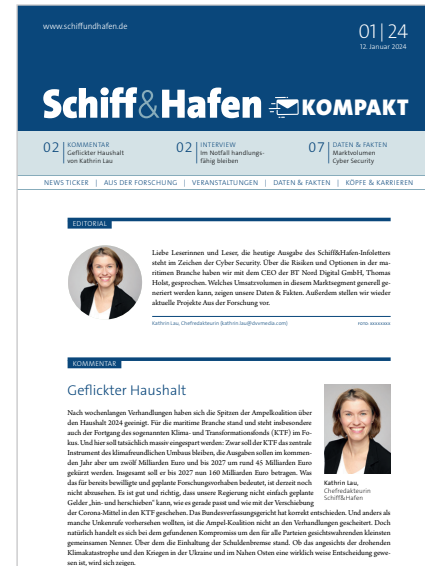 www.schiffundhafen.de
01 | 24
12. Januar 2024
Schiff&Hafen KOMPAKT
02 KOMMENTAR
Geflickter Haushalt
von Kathrin Lau
02 INTERVIEW
Im Notfall handlungs-
fähig bleiben
07 DATEN & FAKTEN
Marktvolumen
Cyber Security
NEWS TICKER | AUS DER FORSCHUNG | VERANSTALTUNGEN | DATEN & FAKTEN | KÖPFE & KARRIEREN
EDITORIAL
Liebe Leserinnen und Leser, die heutige Ausgabe des Schiff&Hafen-Infoletters
steht im Zeichen der Cyber Security. Über die Risiken und Optionen in der ma-
ritimen Branche haben wir mit dem CEO der BT Nord Digital GmbH, Thomas
Holst, gesprochen. Welches Umsatzvolumen in diesem Marktsegment generell ge-
neriert werden kann, zeigen unsere Daten & Fakten. Außerdem stellen wir wieder
aktuelle Projekte Aus der Forschung vor.
Kathrin Lau, Chefredakteurin (kathrin.lau@dvvmedia.com)
KOMMENTAR
Geflickter Haushalt
Nach wochenlangen Verhandlungen haben sich die Spitzen der Ampelkoalition über
den Haushalt 2024 geeinigt. Für die maritime Branche stand und steht insbesondere
auch der Fortgang des sogenannten Klima- und Transformationsfonds (KTF) im Fo-
kus. Und hier soll tatsächlich massiv eingespart werden: Zwar soll der KTF das zentrale
Instrument des klimafreundlichen Umbaus bleiben, die Ausgaben sollen im kommen-
den Jahr aber um zwölf Milliarden Euro und bis 2027 um rund 45 Milliarden Euro
gekürzt werden. Insgesamt soll er bis 2027 nun 160 Milliarden Euro betragen. Was
das für bereits bewilligte und geplante Forschungsvorhaben bedeutet, ist derzeit noch
nicht abzusehen. Es ist gut und richtig, dass unsere Regierung nicht einfach geplante
Gelder „hin- und herschieben“ kann, wie es gerade passt und wie mit der Verschiebung
der Corona-Mittel in den KTF geschehen. Das Bundesverfassungsgericht hat korrekt entschieden. Und anders als
manche Unkenrufe vorhersehen wollten, ist die Ampel-Koalition nicht an den Verhandlungen gescheitert. Doch
natürlich handelt es sich bei dem gefundenen Kompromiss um den für alle Parteien gesichtswahrenden kleinsten
gemeinsamen Nenner. Über dem die Einhaltung der Schuldenbremse stand. Ob das angesichts der drohenden
Klimakatastrophe und den Kriegen in der Ukraine und im Nahen Osten eine wirklich weise Entscheidung gewe-
sen ist, wird sich zeigen.
Kathrin Lau,
Chefredakteurin
Schiff&Hafen